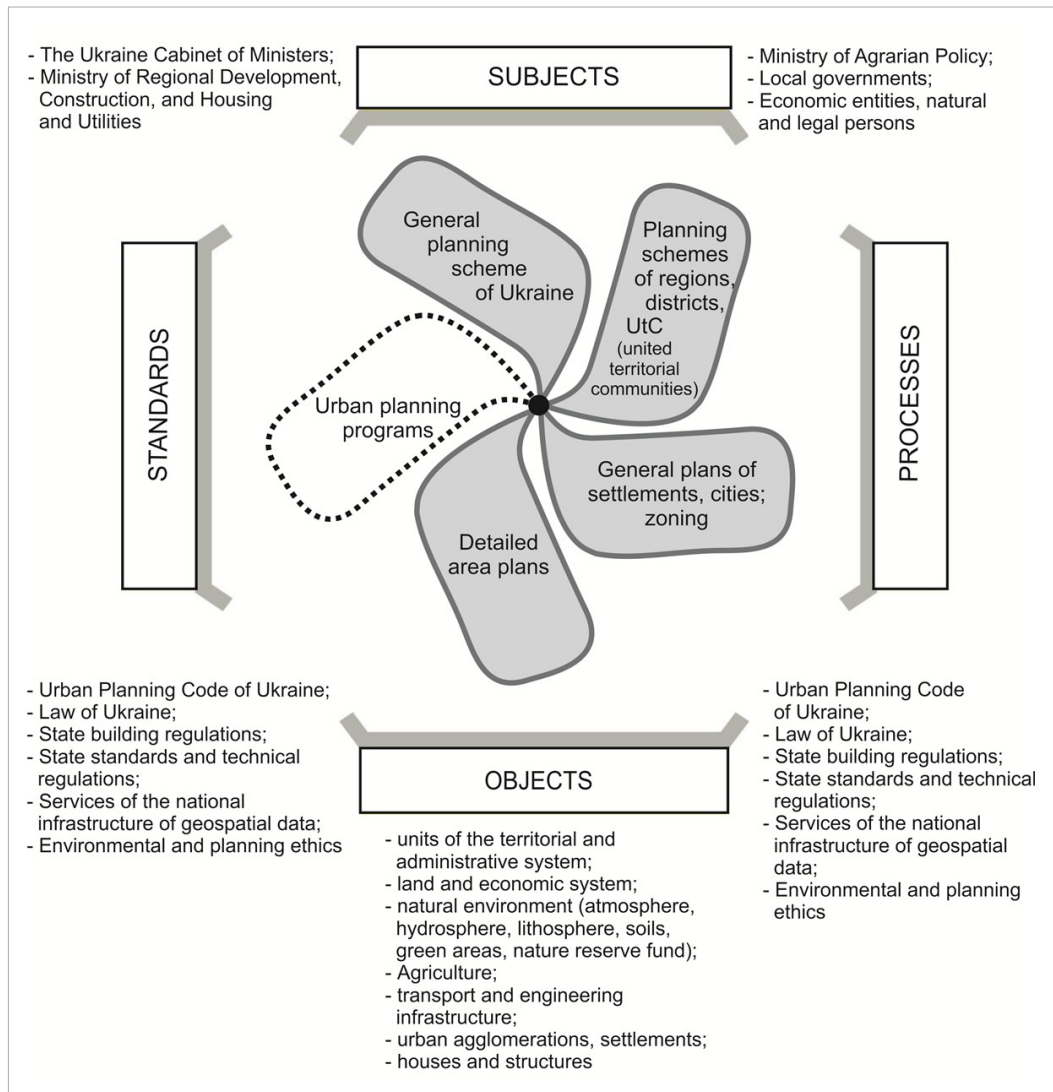 - The Ukraine Cabinet of Ministers;
- Ministry of Regional Development,
Construction, and Housing
and Utilities
SUBJECTS
- Ministry of Agrarian Policy;
- Local governments;
- Economic entities, natural
and legal persons
General
planning
scheme
of Ukraine
Planning
schemes
of regions,
districts,
UtC
(united
territorial
communities)
STANDARDS
Urban planning
programs
PROCESSES
General plans of
settlements, cities;
zoning
Detailed
area plans
- Urban Planning Code of Ukraine;
- Law of Ukraine;
- State building regulations;
- State standards and technical
regulations;
- Services of the national
infrastructure of geospatial data;
- Environmental and planning ethics
OBJECTS
- units of the territorial and
administrative system;
- land and economic system;
- natural environment (atmosphere,
hydrosphere, lithosphere, soils,
green areas, nature reserve fund);
- Agriculture;
- transport and engineering
infrastructure;
- urban agglomerations, settlements;
- houses and structures
- Urban Planning Code
of Ukraine;
- Law of Ukraine;
- State building regulations;
- State standards and technical
regulations;
- Services of the national
infrastructure of geospatial
data;
- Environmental and planning
ethics